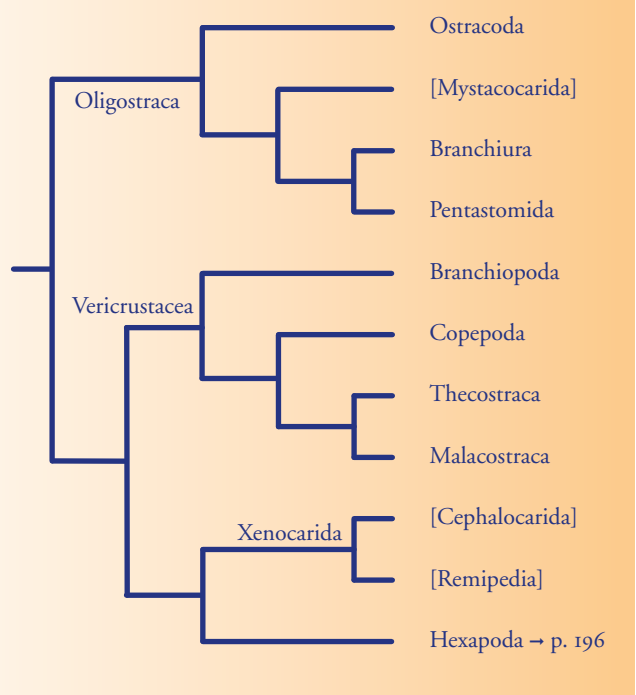 Ostracoda
[Mystacocarida]
Oligostraca
Branchiura
Pentastomida
Branchiopoda
Vericrustacea
Copepoda
Thecostraca
Malacostraca
[Cephalocarida]
Xenocarida
[Remipedia]
Hexapoda → p. 196